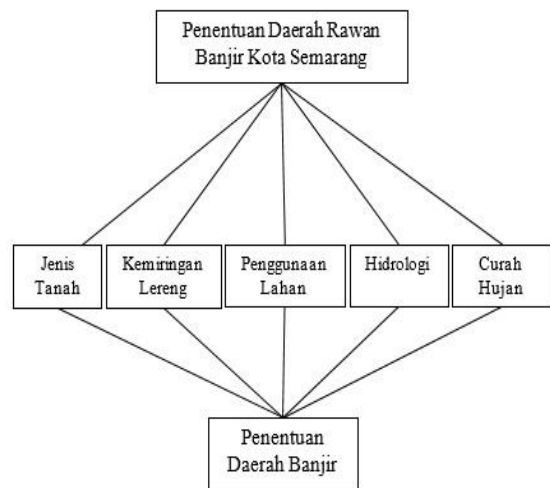 Penentuan Daerah Rawan
Banjir Kota Semarang
Jenis
Tanah
Kemiringan
Lereng
Penggunaan
Lahan
Hidrologi
Curah
Hujan
Penentuan
Daerah Banjir